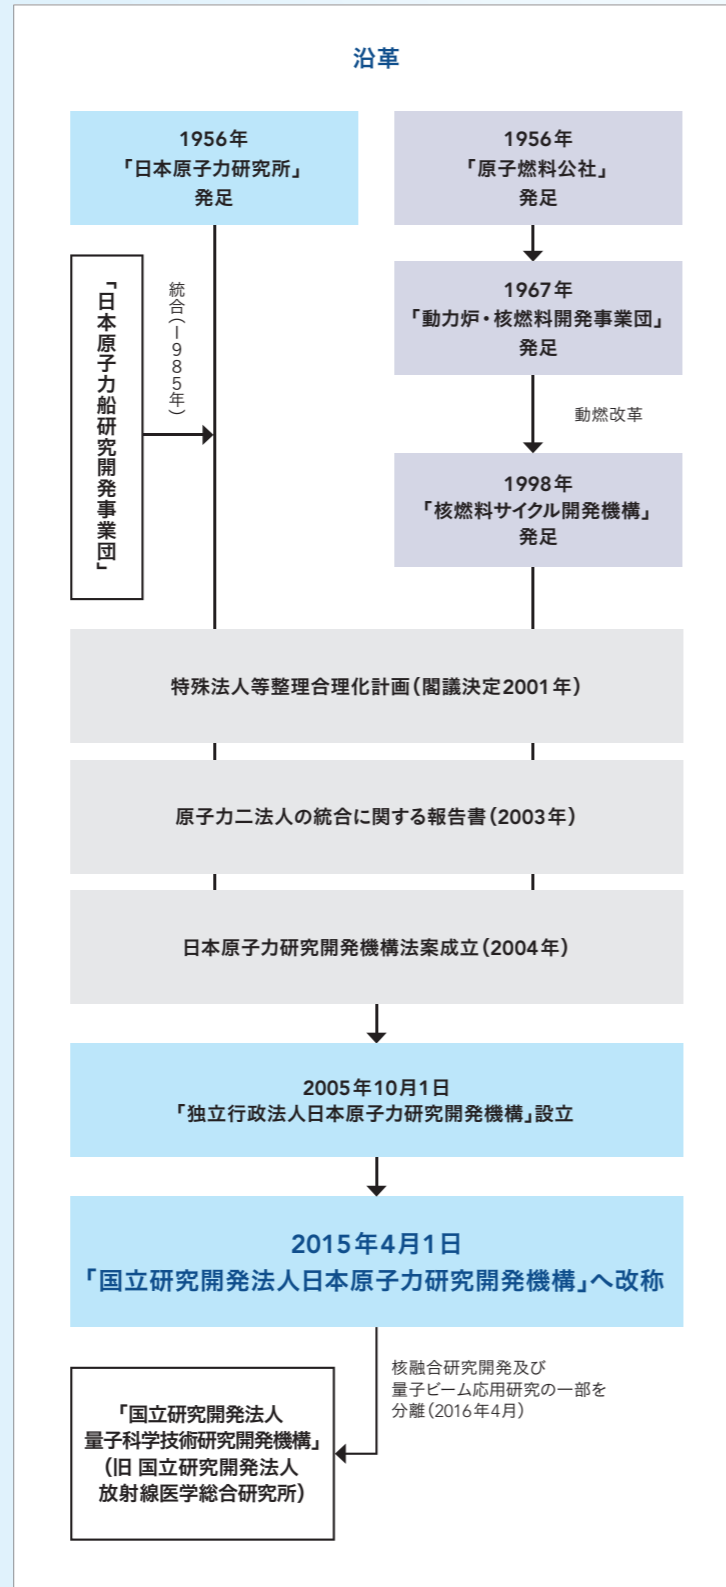 沿革
1956年
「日本原子力研究所」
発足
1956年
「原子燃料公社」
発足
「日本原子力船研究開発事業団」
統合(1985年)
1967年
「動力炉・核燃料開発事業団」
発足
動燃改革
1998年
「核燃料サイクル開発機構」
発足
特殊法人等整理合理化計画(閣議決定2001年)
原子力二法人の統合に関する報告書(2003年)
日本原子力研究開発機構法案成立(2004年)
2005年10月1日
「独立行政法人日本原子力研究開発機構」設立
2015年4月1日
「国立研究開発法人日本原子力研究開発機構」へ改称
核融合研究開発及び
量子ビーム応用研究の一部を
分離(2016年4月)
「国立研究開発法人
量子科学技術研究開発機構」
(旧 国立研究開発法人
放射線医学総合研究所)